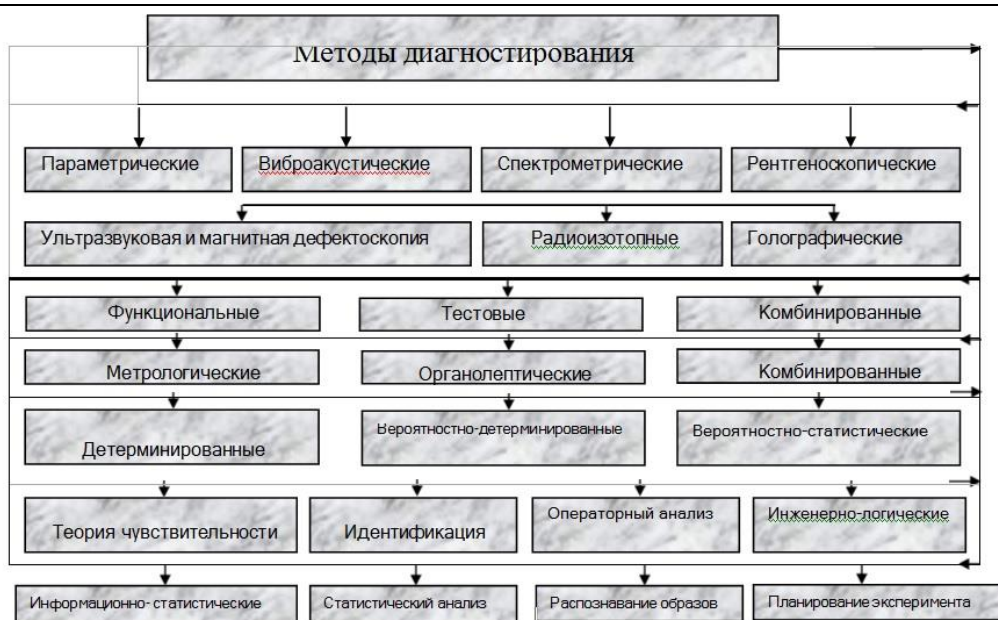 Методы диагностирования
Параметрические
Виброакустические
Спектрометрические
Рентгеноскопические
Ультразвуковая и магнитная дефектоскопия
Радиоизотопные
Голографические
Функциональные
Тестовые
Комбинированные
Метрологические
Органолептические
Комбинированные
Детерминированные
Вероятностно-детерминированные
Вероятностно-статистические
Теория чувствительности
Идентификация
Операторный анализ
Инженерно-логические
Информационно-статистические
Статистический анализ
Распознавание образов
Планирование эксперимента